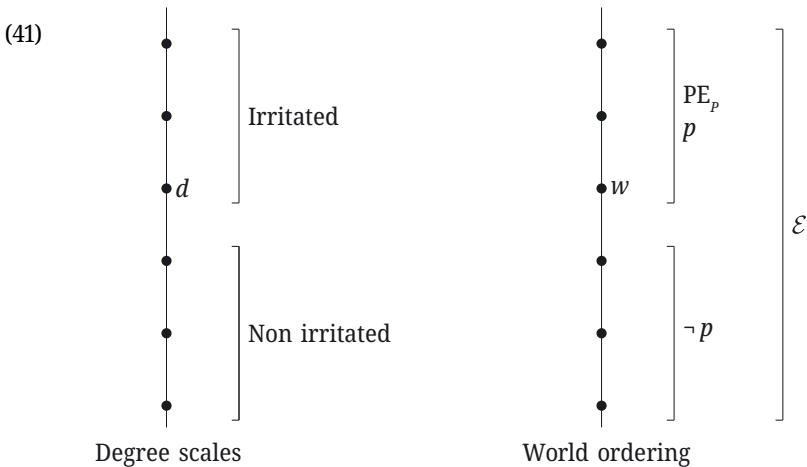 (41)
Irritated
d
Non irritated
Degree scales
PE_P
p
w
ℰ
¬ p
World ordering